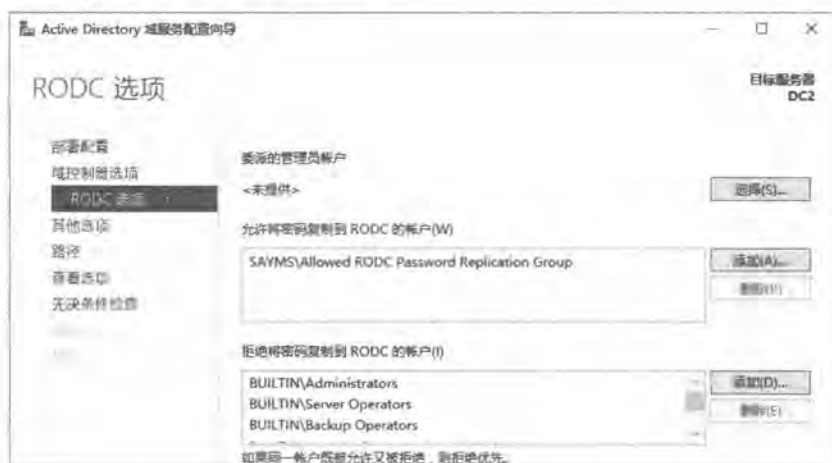 Active Directory 域服务配置向导
RODC 选项
目标服务器
DC2
部署配置
域控制器选项
RODC 选项
其他选项
路径
查看选项
先决条件检查
委派的管理员帐户
<未提供>
选择(S)...
允许将密码复制到 RODC 的帐户(W)
SAYMS\Allowed RODC Password Replication Group
添加(A)...
删除
拒绝将密码复制到 RODC 的帐户(I)
BUILTIN\Administrators
BUILTIN\Server Operators
BUILTIN\Backup Operators
添加(D)...
删除(E)
如果同一帐户既被允许又被拒绝，则拒绝优先。